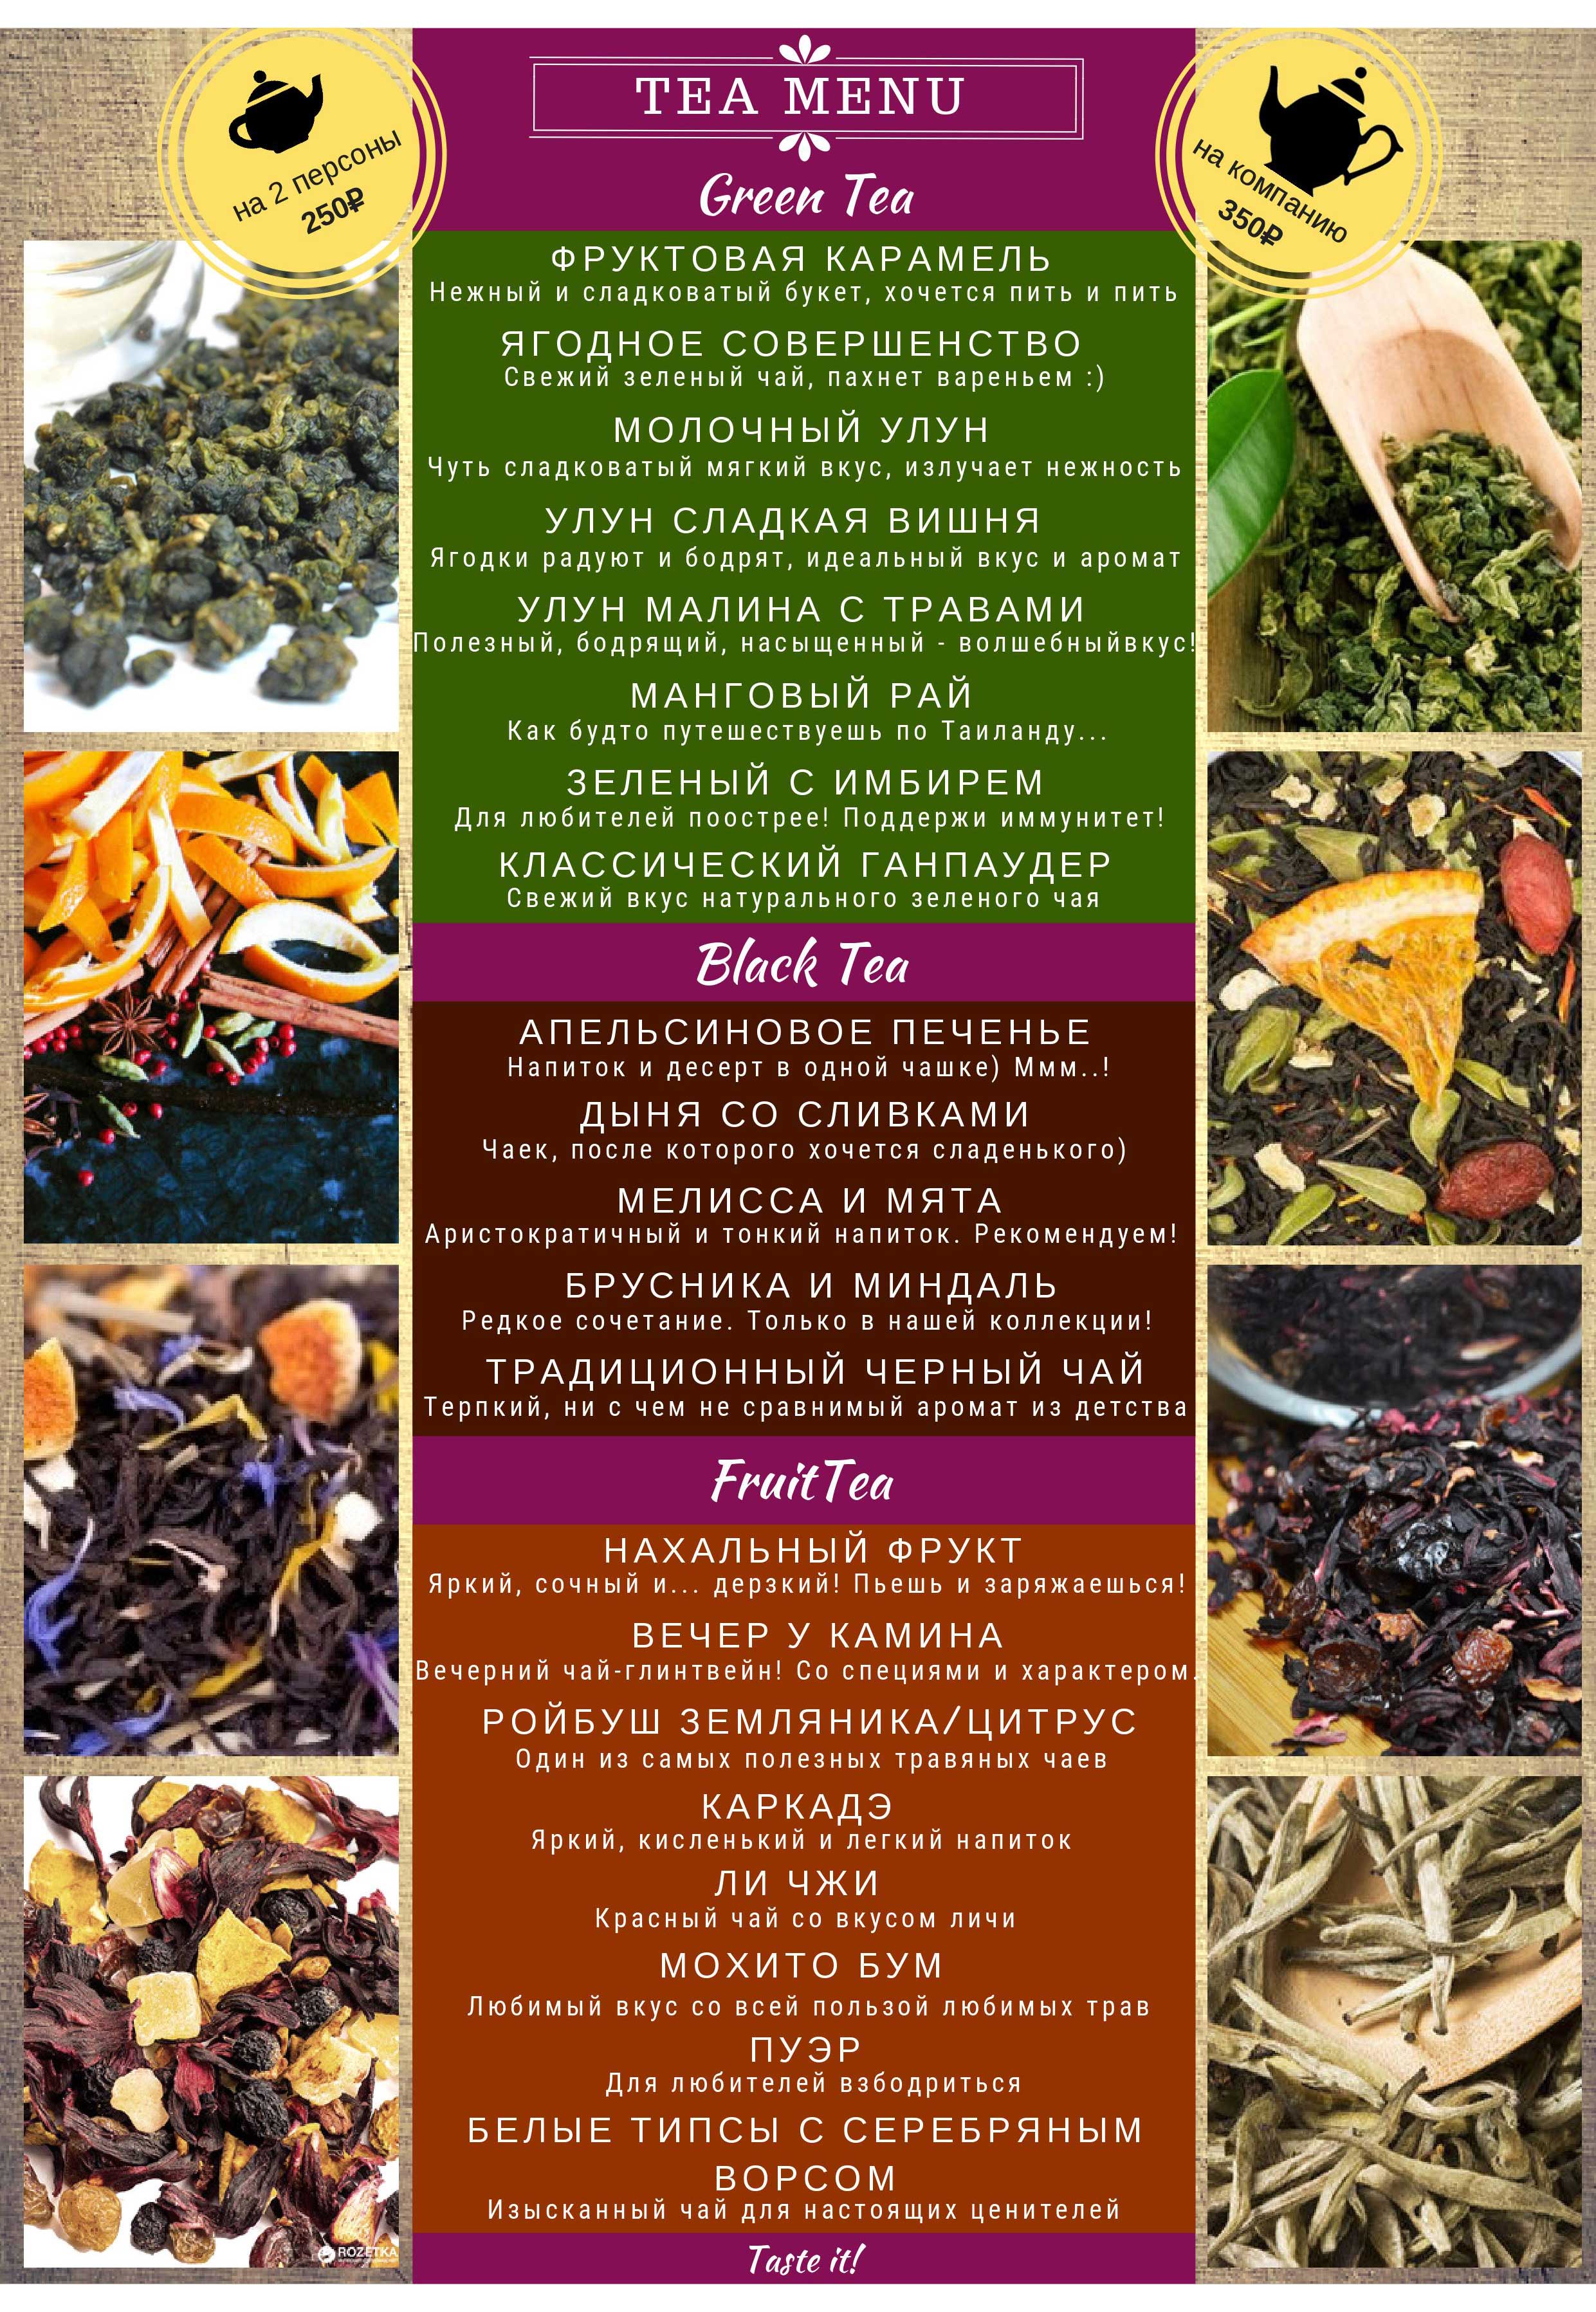 TEA MENU
на 2 персоны
250₽
на компанию
350₽
Green Tea
ФРУКТОВАЯ КАРАМЕЛЬ
Нежный и сладковатый букет, хочется пить и пить
ЯГОДНОЕ СОВЕРШЕНСТВО
Свежий зеленый чай, пахнет вареньем :)
МОЛОЧНЫЙ УЛУН
Чуть сладковатый мягкий вкус, излучает нежность
УЛУН СЛАДКАЯ ВИШНЯ
Ягодки радуют и бодрят, идеальный вкус и аромат
УЛУН МАЛИНА С ТРАВАМИ
Полезный, бодрящий, насыщенный - волшебныйвкус!
МАНГОВЫЙ РАЙ
Как будто путешествуешь по Таиланду...
ЗЕЛЕНЫЙ С ИМБИРЕМ
Для любителей поострее! Поддержи иммунитет!
КЛАССИЧЕСКИЙ ГАНПАУДЕР
Свежий вкус натурального зеленого чая
Black Tea
АПЕЛЬСИНОВОЕ ПЕЧЕНЬЕ
Напиток и десерт в одной чашке) Ммм..!
ДЫНЯ СО СЛИВКАМИ
Чаек, после которого хочется сладенького)
МЕЛИССА И МЯТА
Аристократичный и тонкий напиток. Рекомендуем!
БРУСНИКА И МИНДАЛЬ
Редкое сочетание. Только в нашей коллекции!
ТРАДИЦИОННЫЙ ЧЕРНЫЙ ЧАЙ
Терпкий, ни с чем не сравнимый аромат из детства
FruitTea
НАХАЛЬНЫЙ ФРУКТ
Яркий, сочный и... дерзкий! Пьешь и заряжаешься!
ВЕЧЕР У КАМИНА
Вечерний чай-глинтвейн! Со специями и характером.
РОЙБУШ ЗЕМЛЯНИКА/ЦИТРУС
Один из самых полезных травяных чаев
КАРКАДЭ
Яркий, кисленький и легкий напиток
ЛИ ЧЖИ
Красный чай со вкусом личи
МОХИТО БУМ
Любимый вкус со всей пользой любимых трав
ПУЭР
Для любителей взбодриться
БЕЛЫЕ ТИПСЫ С СЕРЕБРЯНЫМ
ВОРСОМ
Изысканный чай для настоящих ценителей
ROZETKA
Taste it!